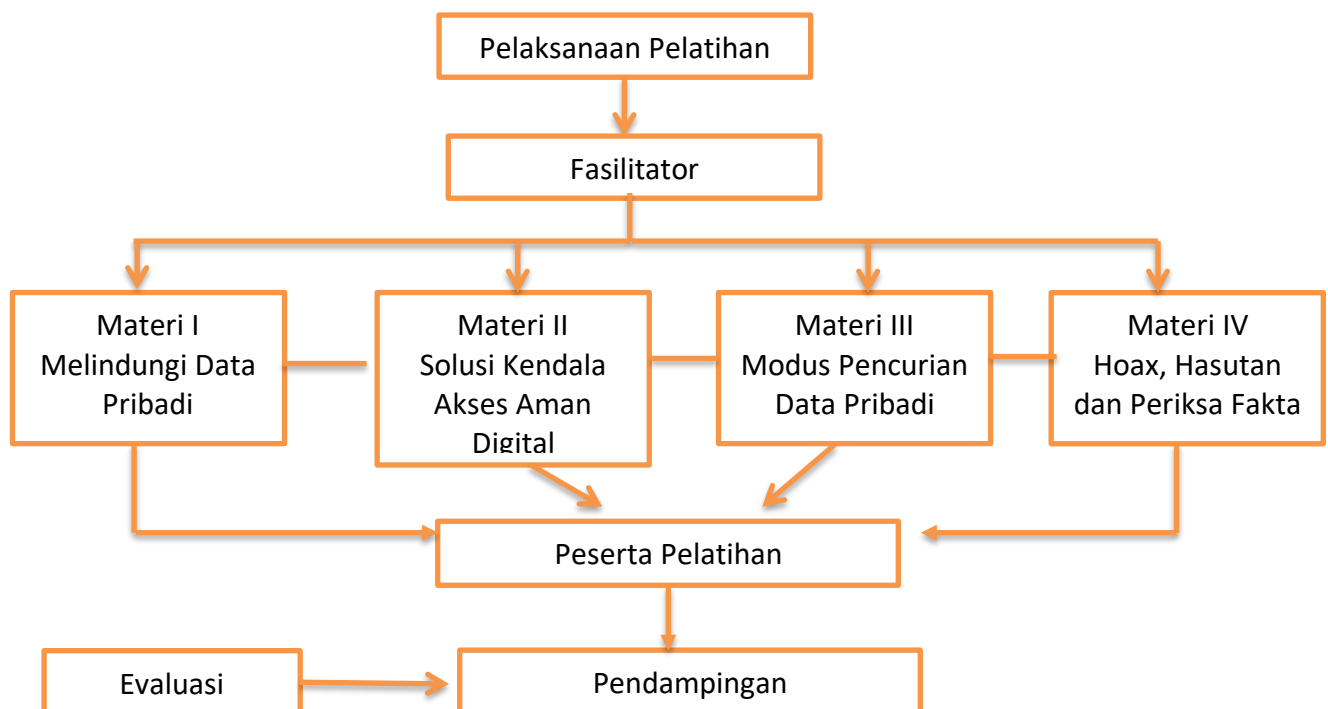 Pelaksanaan Pelatihan
Fasilitator
Materi I
Melindungi Data
Pribadi
Materi II
Solusi Kendala
Akses Aman
Digital
Materi III
Modus Pencurian
Data Pribadi
Materi IV
Hoax, Hasutan
dan Periksa Fakta
Peserta Pelatihan
Evaluasi
Pendampingan